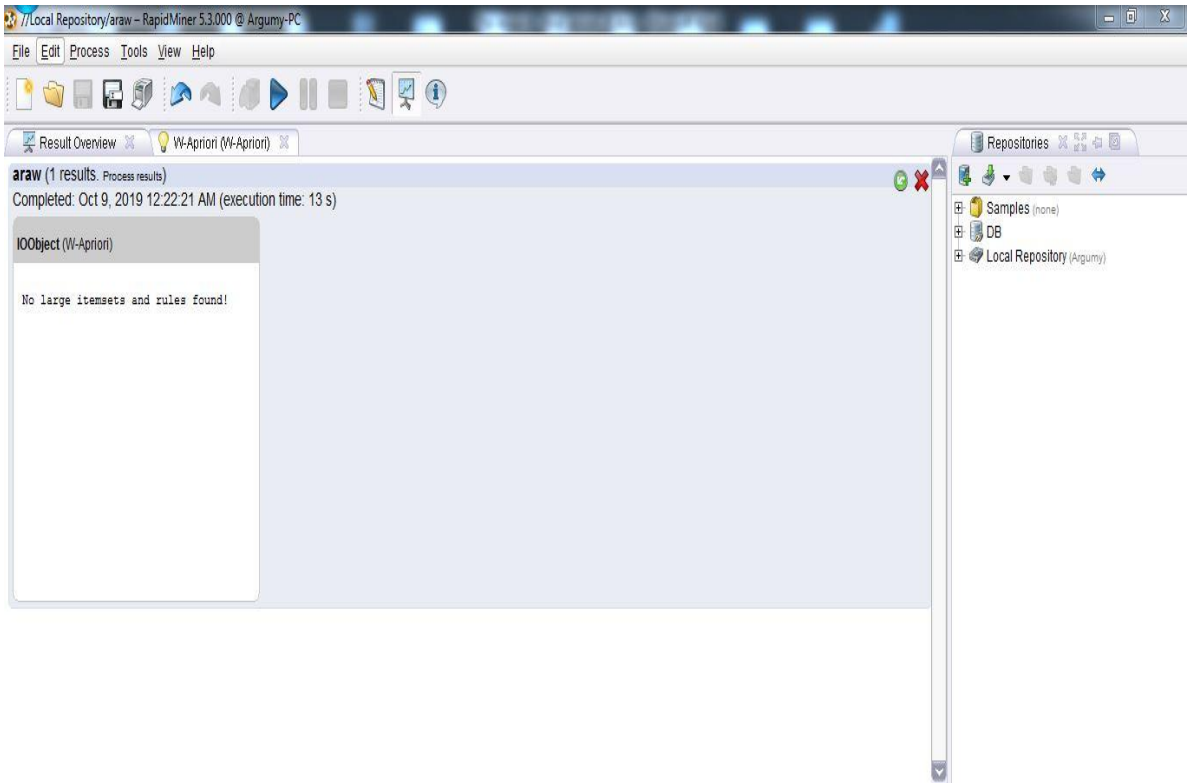 //Local Repository/araw – RapidMiner 5.3.000 @ Argumy-PC
File Edit Process Tools View Help
Result Overview
W-Apriori (W-Apriori)
Repositories
araw (1 results. Process results)
Completed: Oct 9, 2019 12:22:21 AM (execution time: 13 s)
IOObject (W-Apriori)
No large itemsets and rules found!
Samples (none)
DB
Local Repository (Argumy)